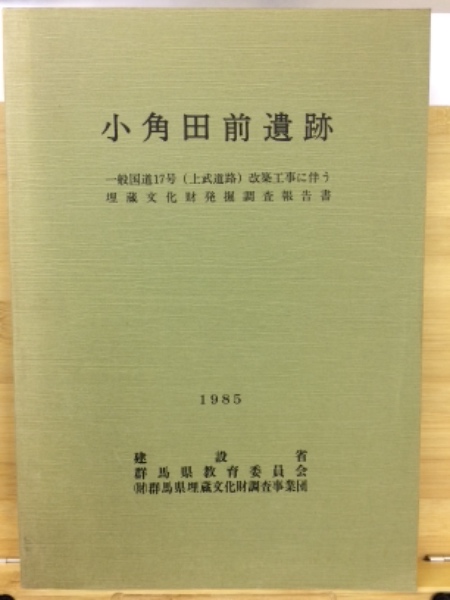 小角田前遺跡
一般国道17号(上武道路)改築工事に伴う
埋蔵文化財発掘調査報告書
1985
建設省
群馬県教育委員会
㈶群馬県埋蔵文化財調査事業団